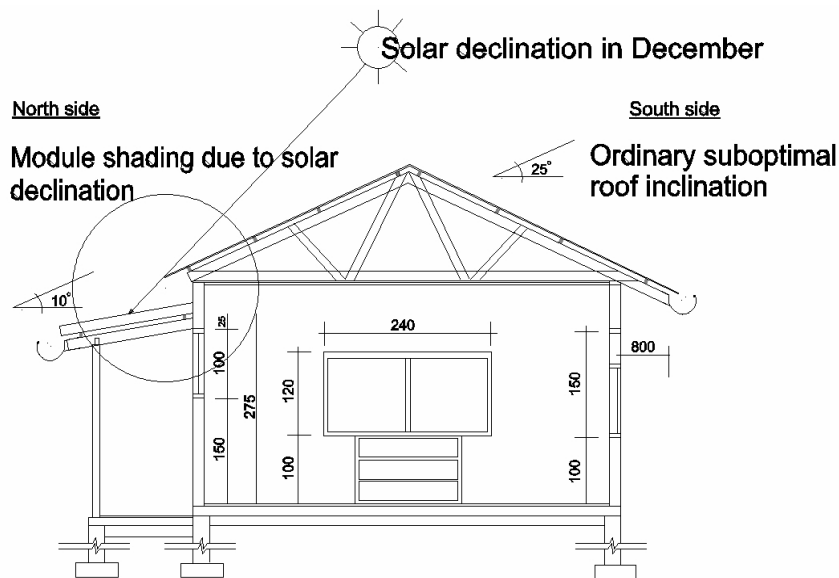 Solar declination in December
North side
South side
Module shading due to solar
declination
25°
Ordinary suboptimal
roof inclination
10°
25
240
800
100
120
150
275
150
100
100